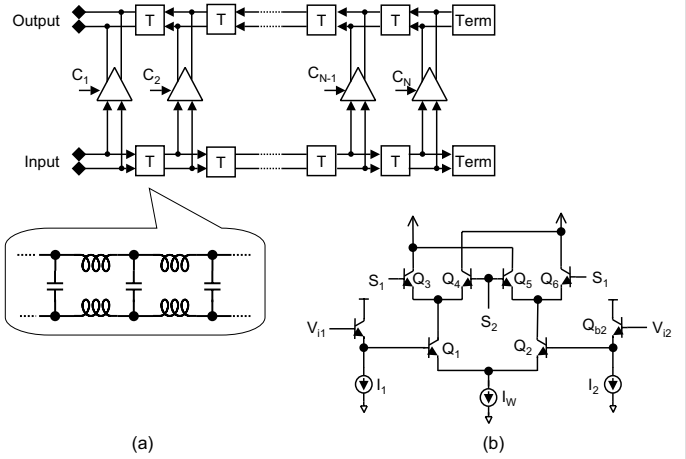 Output T T T T Term
C1 C2 CN-1 CN
Input T T T T Term
S1 Q3 Q4 Q5 Q6 S1
S2
Vi1 Q1 Q2 Qb2 Vi2
I1 IW I2
(a) (b)